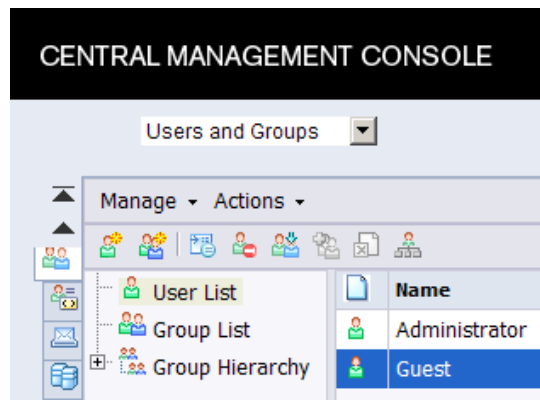 CENTRAL MANAGEMENT CONSOLE
Users and Groups
Manage Actions
User List
Group List
Group Hierarchy
Name
Administrator
Guest